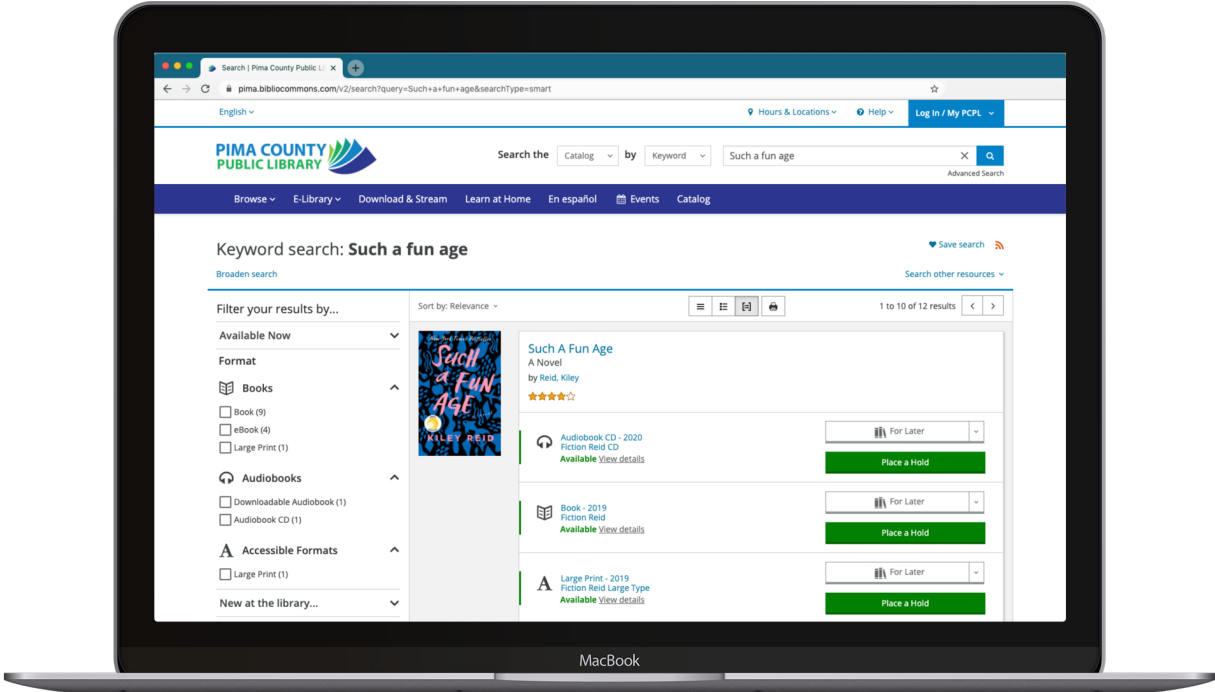 Search | Pima County Public Li
pima.bibliocommons.com/v2/search?query=Such+a+fun+age&searchType=smart
English
Hours & Locations
Help
Log In / My PCPL
PIMA COUNTY
PUBLIC LIBRARY
Search the Catalog by Keyword Such a fun age
Advanced Search
Browse E-Library Download & Stream Learn at Home En español Events Catalog
Keyword search: Such a fun age
Save search
Broaden search
Search other resources
Filter your results by...
Sort by: Relevance
1 to 10 of 12 results
Available Now
Format
Books
Book (9)
eBook (4)
Large Print (1)
Audiobooks
Downloadable Audiobook (1)
Audiobook CD (1)
A Accessible Formats
Large Print (1)
New at the library...
New York Times Bestseller
SUCH
a FUN
AGE
KILEY REID
Such A Fun Age
A Novel
by Reid, Kiley
Audiobook CD - 2020
Fiction Reid CD
Available View details
For Later
Place a Hold
Book - 2019
Fiction Reid
Available View details
For Later
Place a Hold
A
Large Print - 2019
Fiction Reid Large Type
Available View details
For Later
Place a Hold
MacBook